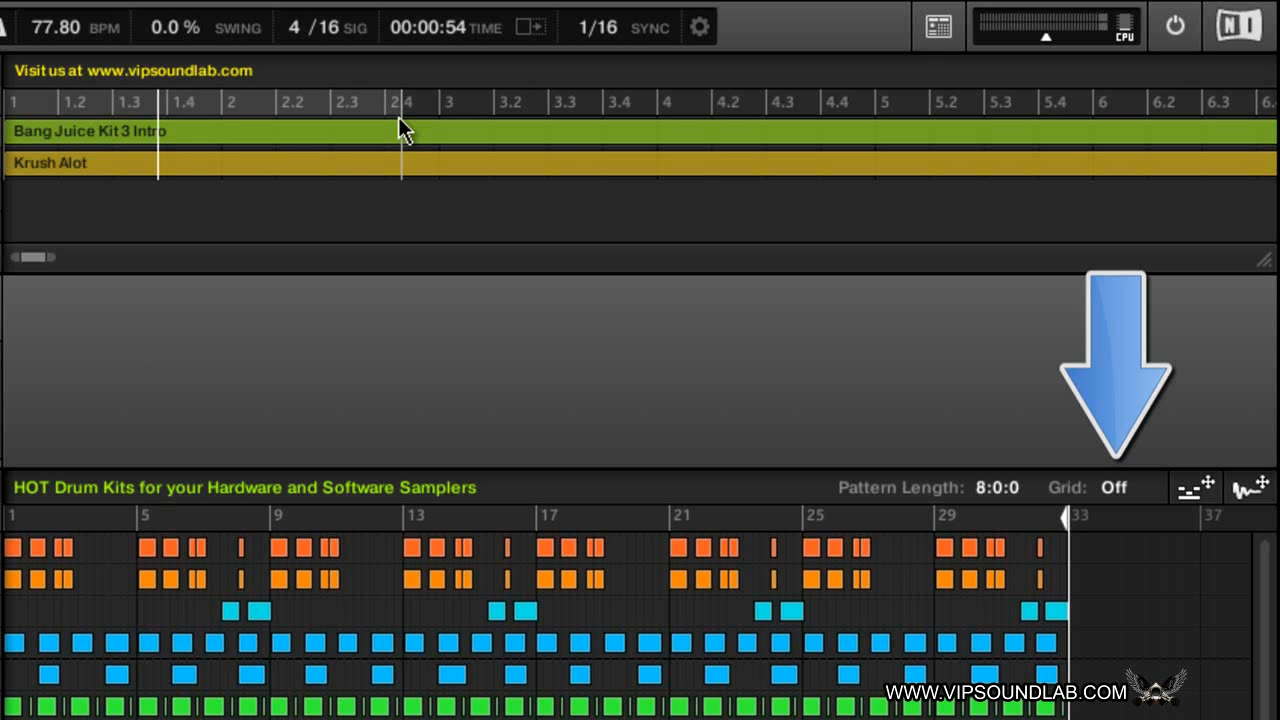 77.80 BPM 0.0 % SWING 4 /16 SIG 00:00:54 TIME 1/16 SYNC CPU NI
Visit us at www.vipsoundlab.com
1 1.2 1.3 1.4 2 2.2 2.3 2.4 3 3.2 3.3 3.4 4 4.2 4.3 4.4 5 5.2 5.3 5.4 6 6.2 6.3
Bang Juice Kit 3 Intro
Krush Alot
HOT Drum Kits for your Hardware and Software Samplers Pattern Length: 8:0:0 Grid: Off
1 5 9 13 17 21 25 29 33 37
WWW.VIPSOUNDLAB.COM